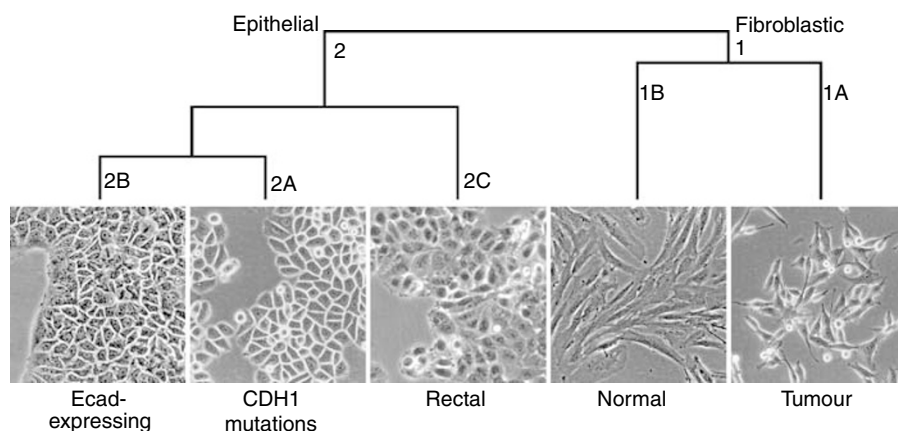 Epithelial
Fibroblastic
2
1
1B
1A
2B
2A
2C
Ecad-
expressing
CDH1
mutations
Rectal
Normal
Tumour